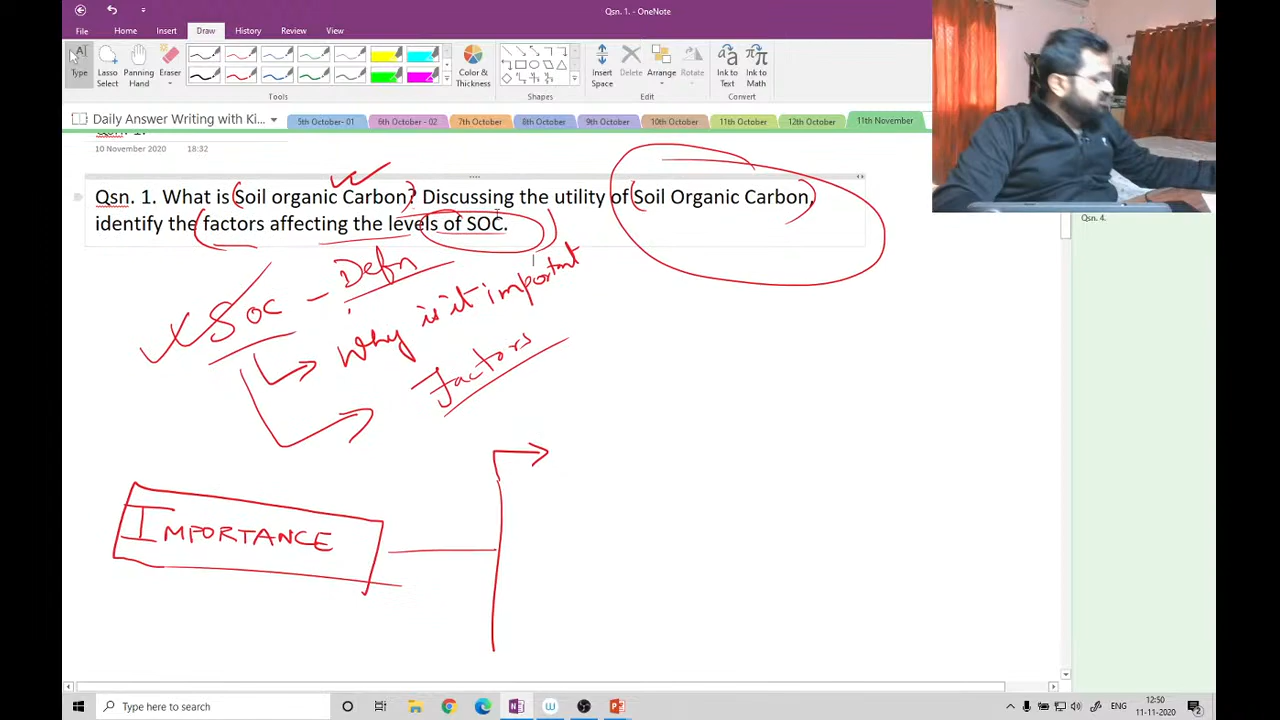 Qsn. 1. - OneNote
File Home Insert Draw History Review View
Type Lasso Select Panning Hand Eraser Color & Thickness Insert Space Delete Arrange Rotate Ink to Text Ink to Math
Tools Shapes Edit Convert
Daily Answer Writing with Ki 5th October- 01 6th October - 02 7th October 8th October 9th October 10th October 11th October 12th October 11th November
Qsn. 1.
10 November 2020 18:32
Qsn. 1. What is Soil organic Carbon? Discussing the utility of Soil Organic Carbon,
identify the factors affecting the levels of SOC.
Qsn. 4.
SOC - Defn
Why is it important
Factors
IMPORTANCE
Type here to search
ENG 12:50
11-11-2020 2